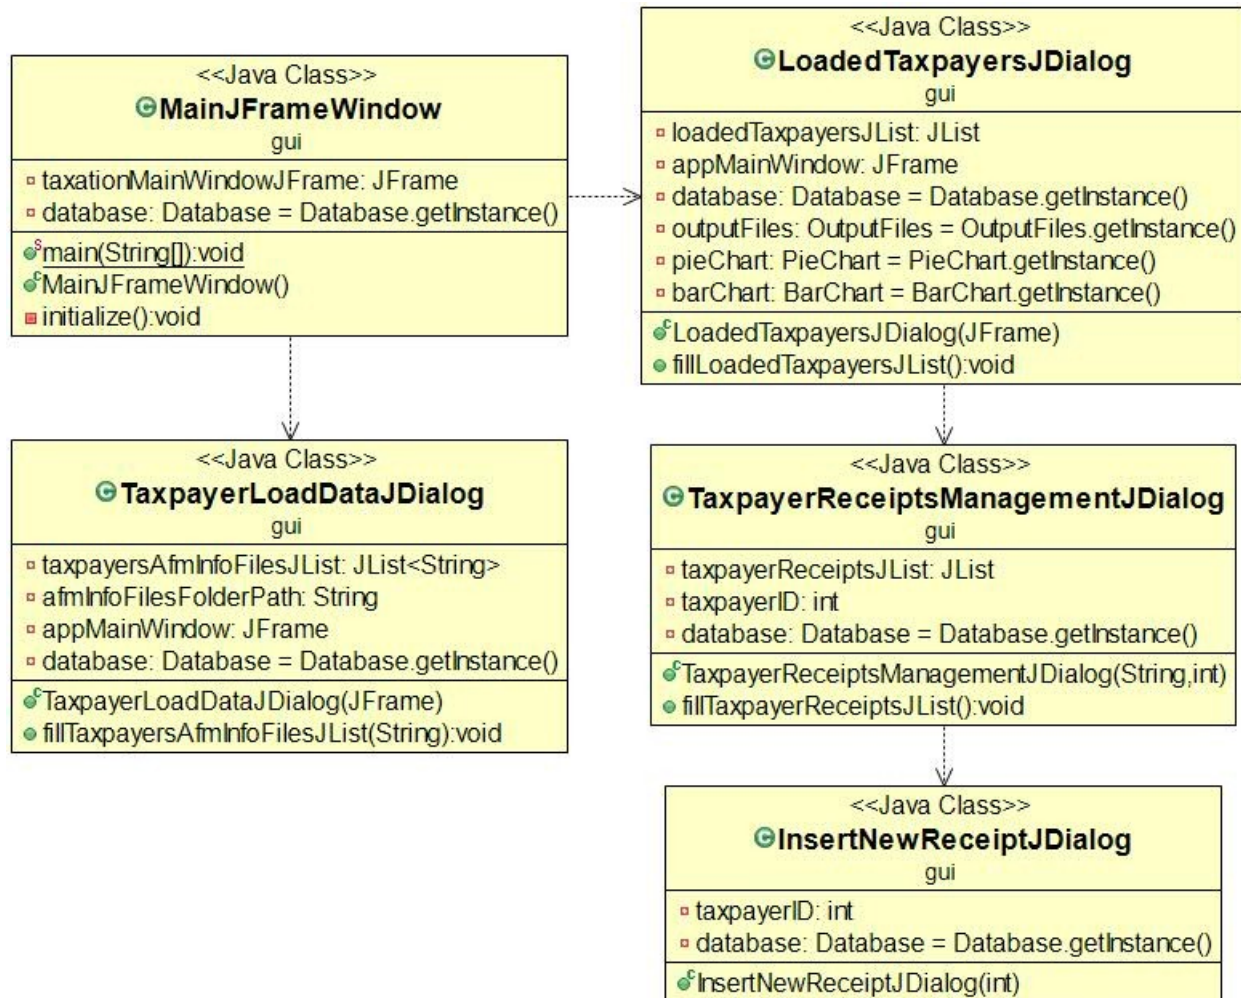 <<Java Class>>
MainJFrameWindow
gui
taxationMainWindowJFrame: JFrame
database: Database = Database.getInstance()
main(String[]):void
MainJFrameWindow()
initialize():void
<<Java Class>>
LoadedTaxpayersJDialog
gui
loadedTaxpayersJList: JList
appMainWindow: JFrame
database: Database = Database.getInstance()
outputFiles: OutputFiles = OutputFiles.getInstance()
pieChart: PieChart = PieChart.getInstance()
barChart: BarChart = BarChart.getInstance()
LoadedTaxpayersJDialog(JFrame)
fillLoadedTaxpayersJList():void
<<Java Class>>
TaxpayerLoadDataJDialog
gui
taxpayersAfmInfoFilesJList: JList<String>
afmInfoFilesFolderPath: String
appMainWindow: JFrame
database: Database = Database.getInstance()
TaxpayerLoadDataJDialog(JFrame)
fillTaxpayersAfmInfoFilesJList(String):void
<<Java Class>>
TaxpayerReceiptsManagementJDialog
gui
taxpayerReceiptsJList: JList
taxpayerID: int
database: Database = Database.getInstance()
TaxpayerReceiptsManagementJDialog(String,int)
fillTaxpayerReceiptsJList():void
<<Java Class>>
InsertNewReceiptJDialog
gui
taxpayerID: int
database: Database = Database.getInstance()
InsertNewReceiptJDialog(int)